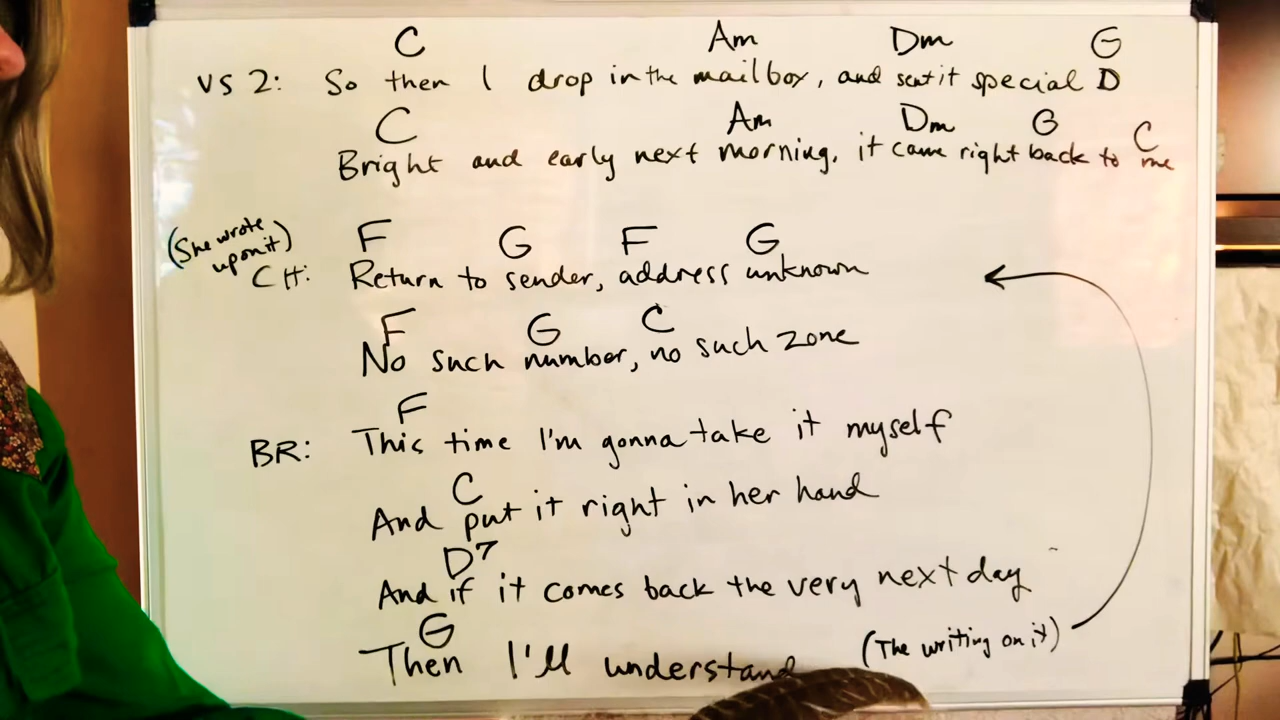 C Am Dm G
VS 2: So then I drop in the mailbox, and sent it special D
C Am Dm G C
Bright and early next morning, it came right back to me
(She wrote
upon it)
F G F G
CH: Return to sender, address unknown
F G C
No such number, no such zone
F
BR: This time I'm gonna take it myself
C
And put it right in her hand
D7
And if it comes back the very next day
G
Then I'll understand (The writing on it)